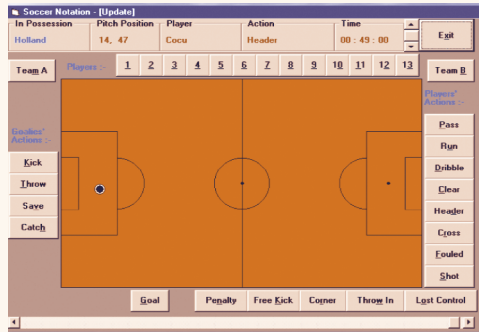 Soccer Notation - [Update]
In Possession Pitch Position Player Action Time
Holland 14, 47 Cocu Header 00 : 49 : 00
Exit
Team A Players :- 1 2 3 4 5 6 7 8 9 10 11 12 13 Team B
Players' Actions :-
Goalies' Actions :-
Kick
Throw
Save
Catch
Pass
Run
Dribble
Clear
Header
Cross
Fouled
Shot
Goal Penalty Free Kick Corner Throw In Lost Control